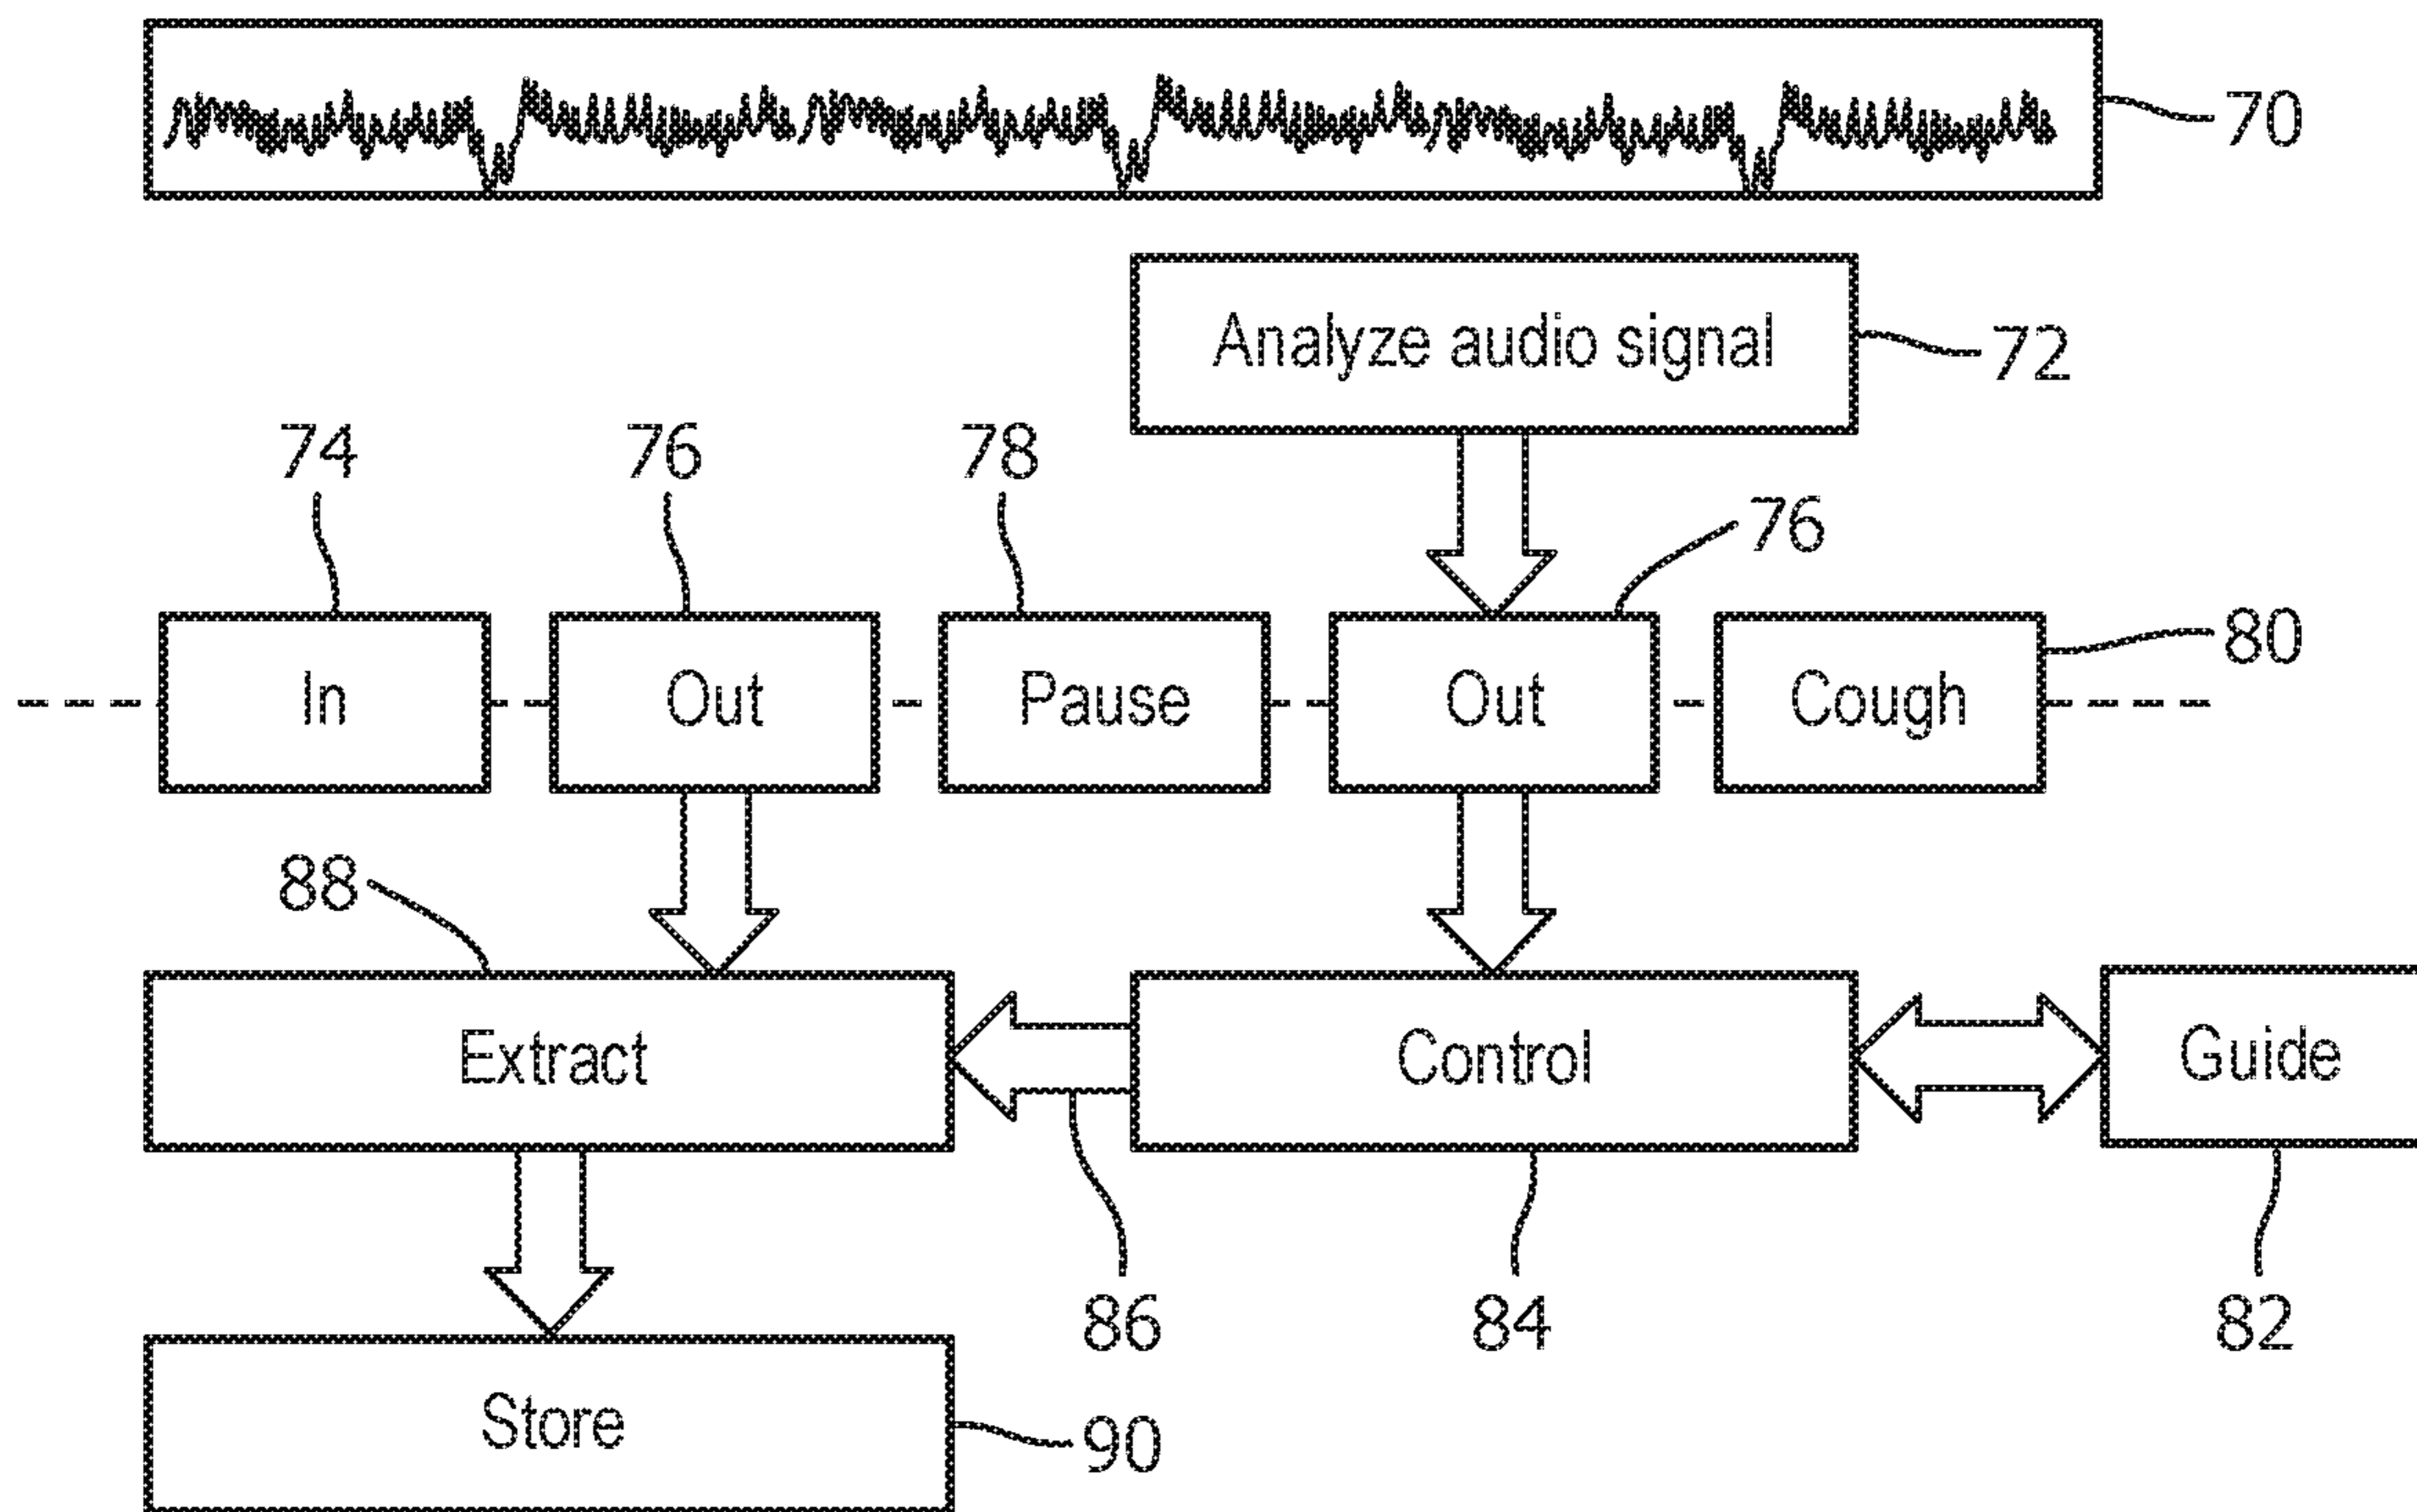 70
Analyze audio signal
72
74
76
78
76
80
In
Out
Pause
Out
Cough
88
Extract
Control
Guide
86
84
82
Store
90